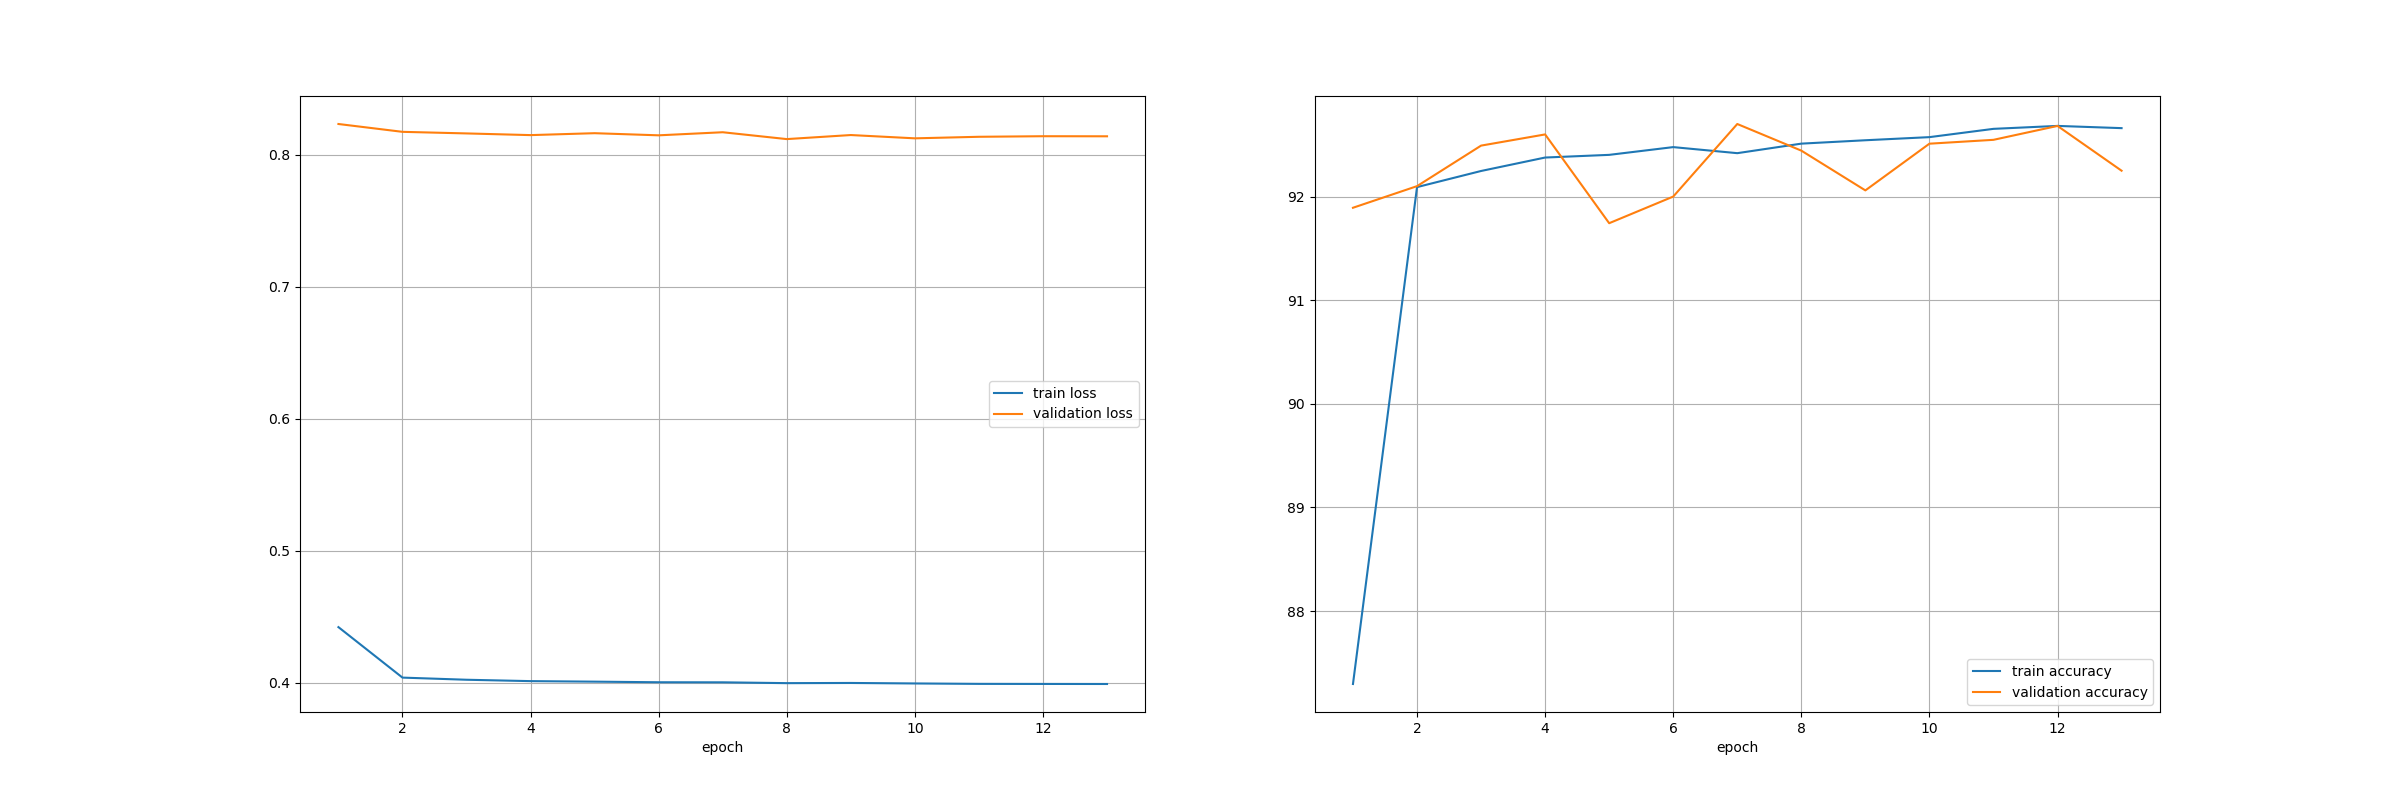 0.8
0.7
0.6
0.5
0.4
2 4 6 8 10 12
epoch
train loss
validation loss
92
91
90
89
88
2 4 6 8 10 12
epoch
train accuracy
validation accuracy